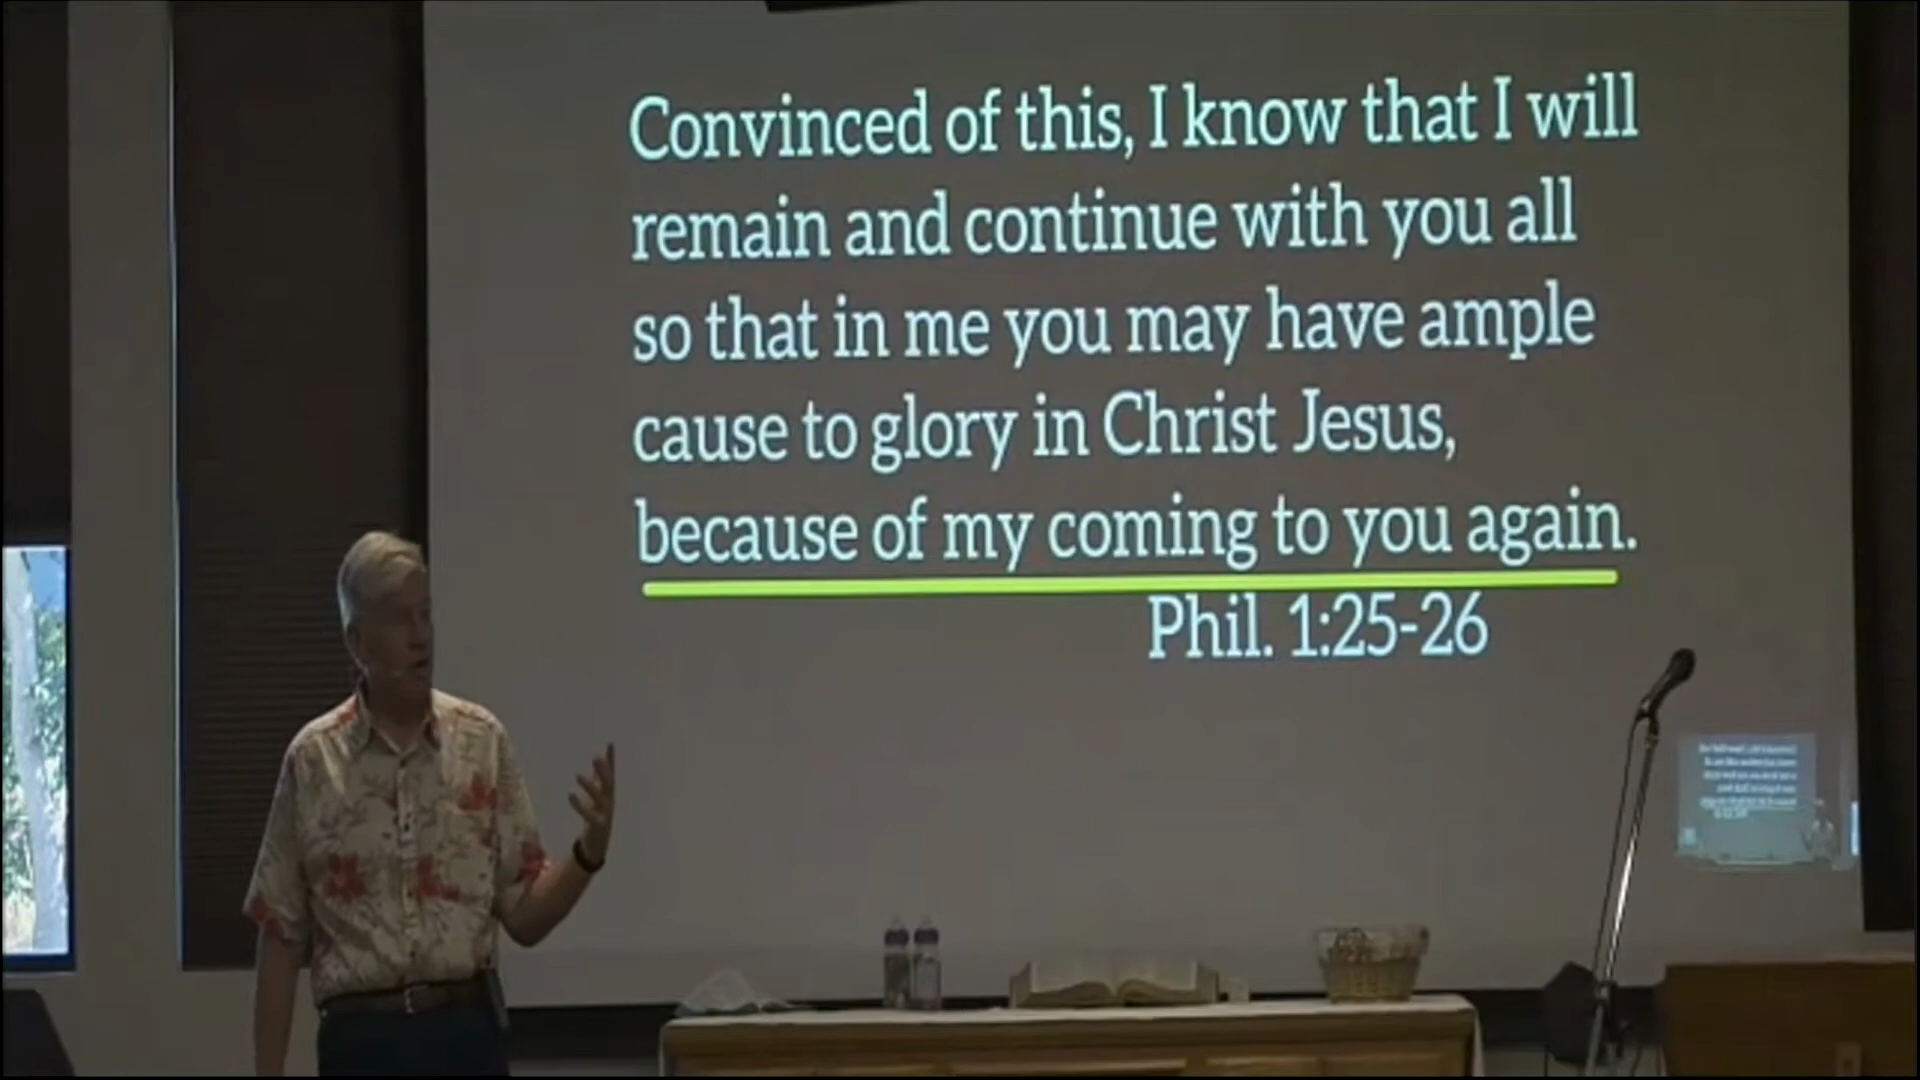 Convinced of this, I know that I will
remain and continue with you all
so that in me you may have ample
cause to glory in Christ Jesus,
because of my coming to you again.
Phil. 1:25-26